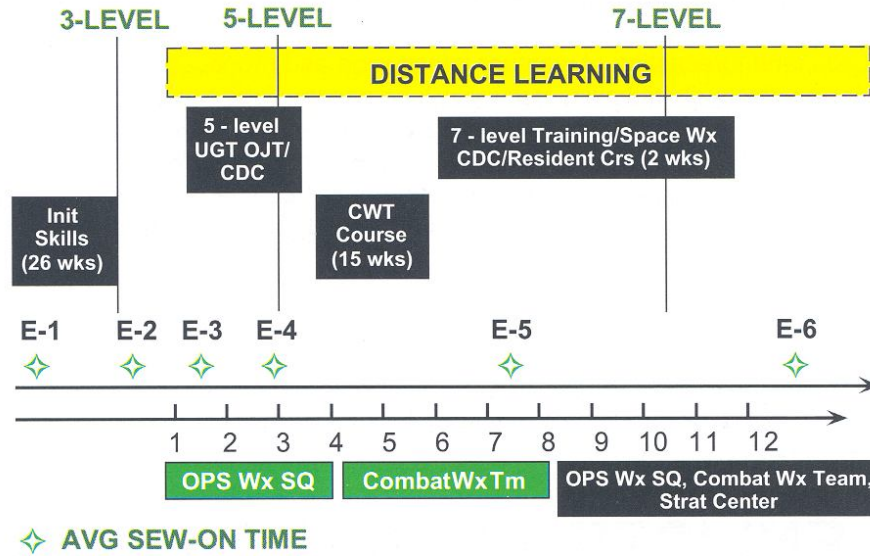 3-LEVEL 5-LEVEL 7-LEVEL
DISTANCE LEARNING
5 - level
UGT OJT/
CDC
7 - level Training/Space Wx
CDC/Resident Crs (2 wks)
Init
Skills
(26 wks)
CWT
Course
(15 wks)
E-1 E-2 E-3 E-4 E-5 E-6
1 2 3 4 5 6 7 8 9 10 11 12
OPS Wx SQ
CombatWxTm
OPS Wx SQ, Combat Wx Team,
Strat Center
AVG SEW-ON TIME